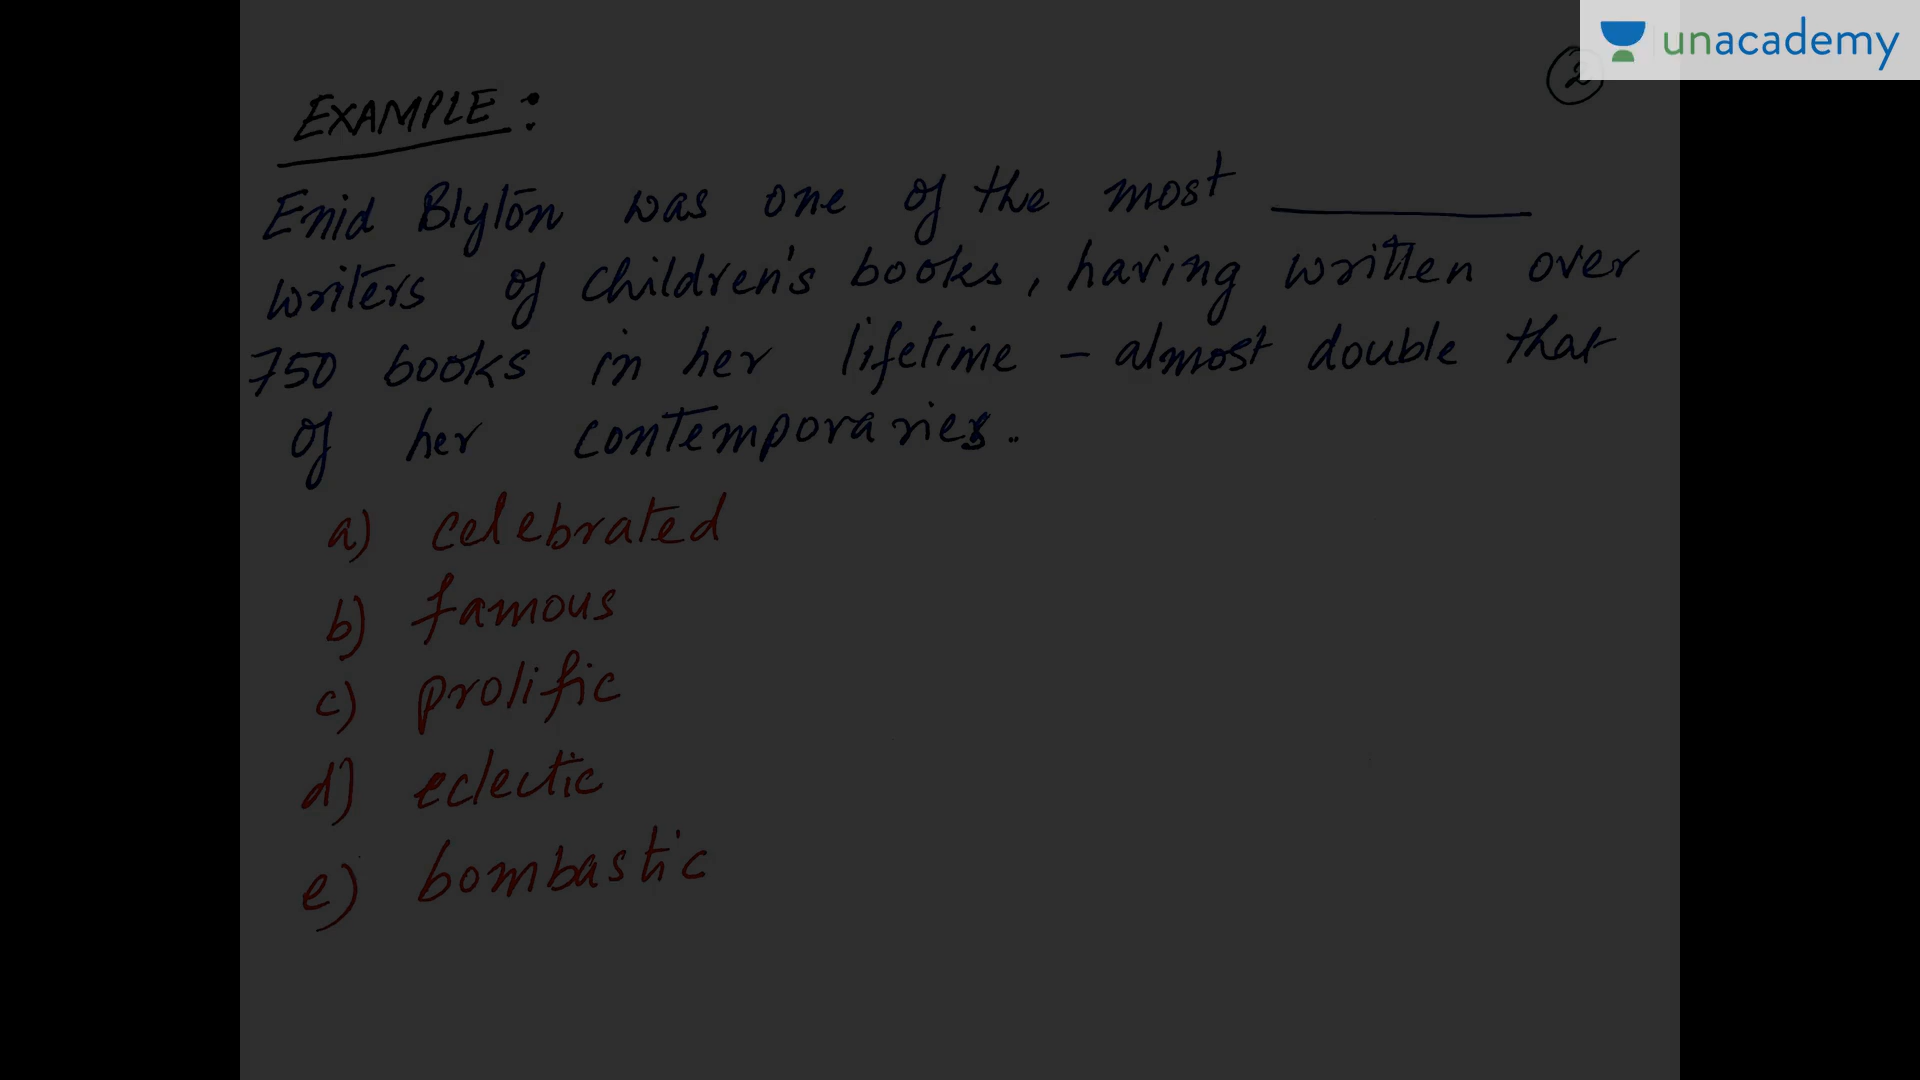 unacademy
2
EXAMPLE :
Enid Blyton was one of the most ________
writers of children's books, having written over
750 books in her lifetime - almost double that
of her contemporaries.
a) celebrated
b) famous
c) prolific
d) eclectic
e) bombastic